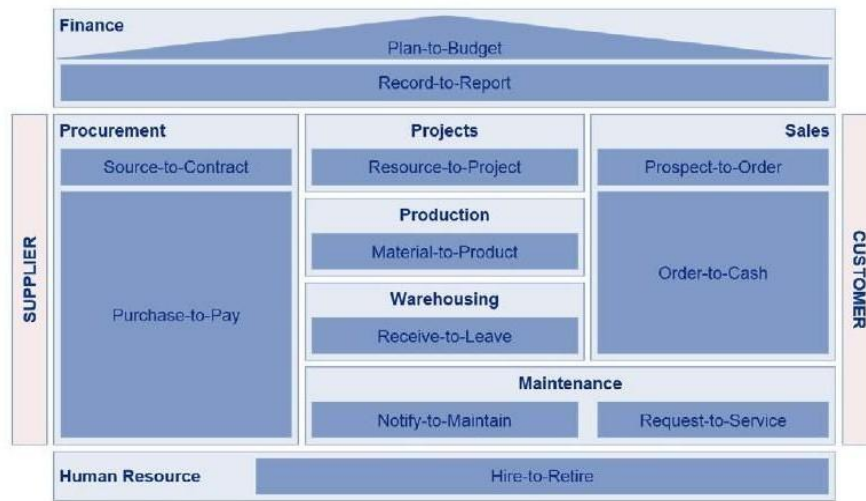 Finance
Plan-to-Budget
Record-to-Report
SUPPLIER
Procurement
Source-to-Contract
Purchase-to-Pay
Projects
Resource-to-Project
Production
Material-to-Product
Warehousing
Receive-to-Leave
Sales
Prospect-to-Order
Order-to-Cash
Maintenance
Notify-to-Maintain
Request-to-Service
CUSTOMER
Human Resource
Hire-to-Retire